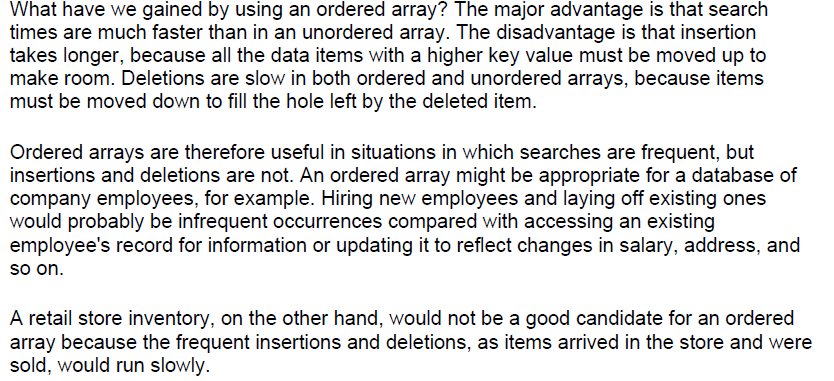 What have we gained by using an ordered array? The major advantage is that search
times are much faster than in an unordered array. The disadvantage is that insertion
takes longer, because all the data items with a higher key value must be moved up to
make room. Deletions are slow in both ordered and unordered arrays, because items
must be moved down to fill the hole left by the deleted item.
Ordered arrays are therefore useful in situations in which searches are frequent, but
insertions and deletions are not. An ordered array might be appropriate for a database of
company employees, for example. Hiring new employees and laying off existing ones
would probably be infrequent occurrences compared with accessing an existing
employee's record for information or updating it to reflect changes in salary, address, and
so on.
A retail store inventory, on the other hand, would not be a good candidate for an ordered
array because the frequent insertions and deletions, as items arrived in the store and were
sold, would run slowly.